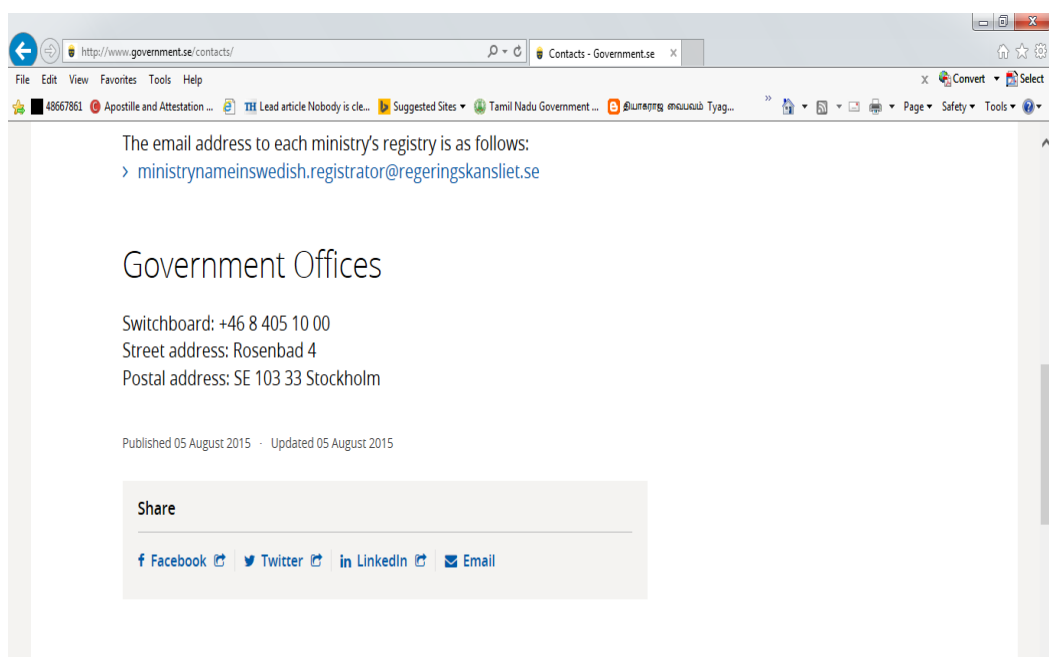 http://www.government.se/contacts/
Contacts - Government.se
File Edit View Favorites Tools Help
Convert Select
48667861 Apostille and Attestation ... Lead article Nobody is cle... Suggested Sites Tamil Nadu Government ... தியாகராஜ வைபவம் Tyag... Page Safety Tools
The email address to each ministry's registry is as follows:
ministrynameinswedish.registrator@regeringskansliet.se
Government Offices
Switchboard: +46 8 405 10 00
Street address: Rosenbad 4
Postal address: SE 103 33 Stockholm
Published 05 August 2015 · Updated 05 August 2015
Share
Facebook Twitter LinkedIn Email